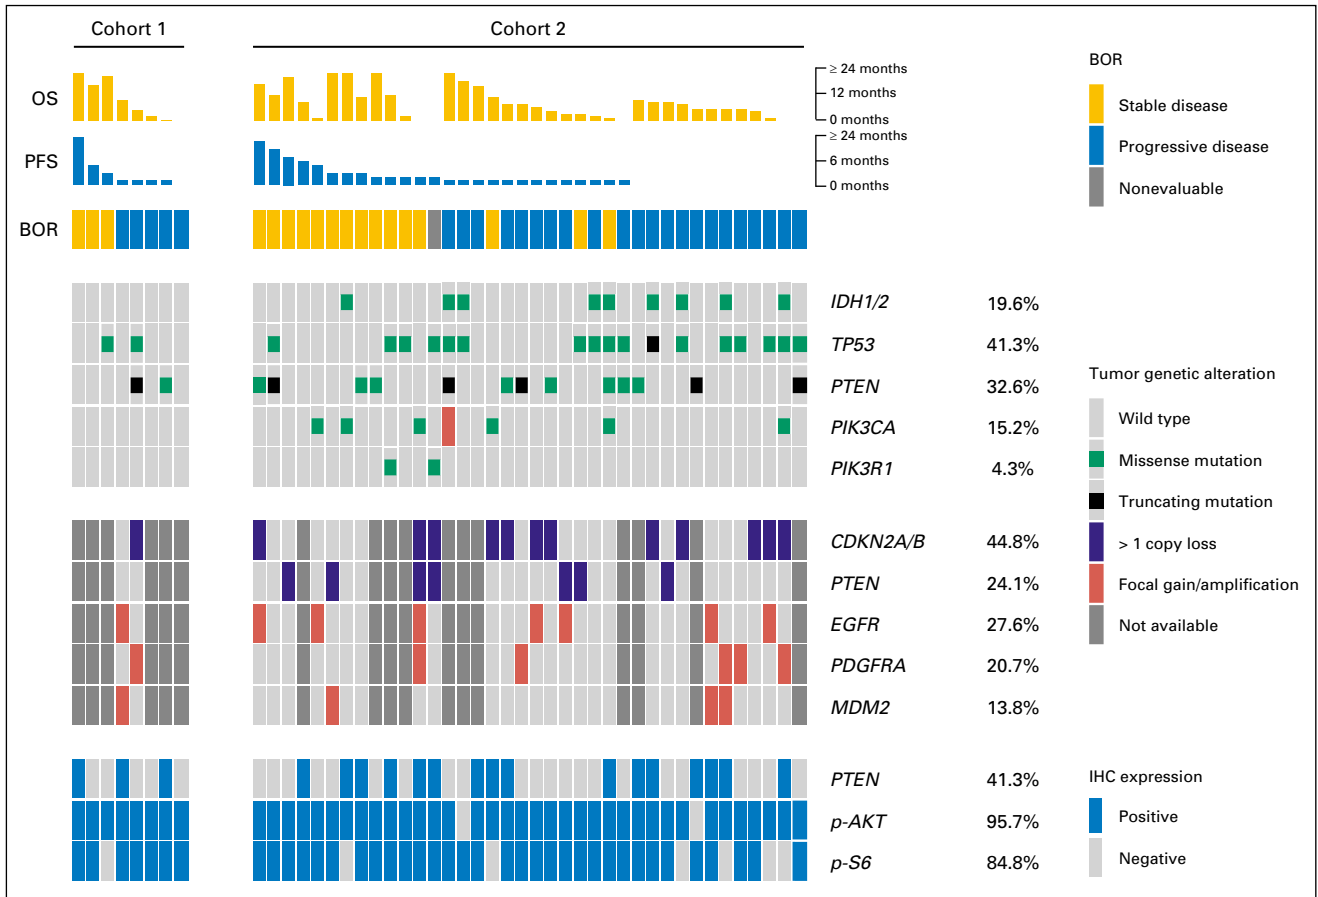 Cohort 1
Cohort 2
OS
≥ 24 months
12 months
0 months
PFS
≥ 24 months
6 months
0 months
BOR
BOR
Stable disease
Progressive disease
Nonevaluable
IDH1/2 19.6%
TP53 41.3%
PTEN 32.6%
PIK3CA 15.2%
PIK3R1 4.3%
CDKN2A/B 44.8%
PTEN 24.1%
EGFR 27.6%
PDGFRA 20.7%
MDM2 13.8%
Tumor genetic alteration
Wild type
Missense mutation
Truncating mutation
> 1 copy loss
Focal gain/amplification
Not available
PTEN 41.3%
p-AKT 95.7%
p-S6 84.8%
IHC expression
Positive
Negative